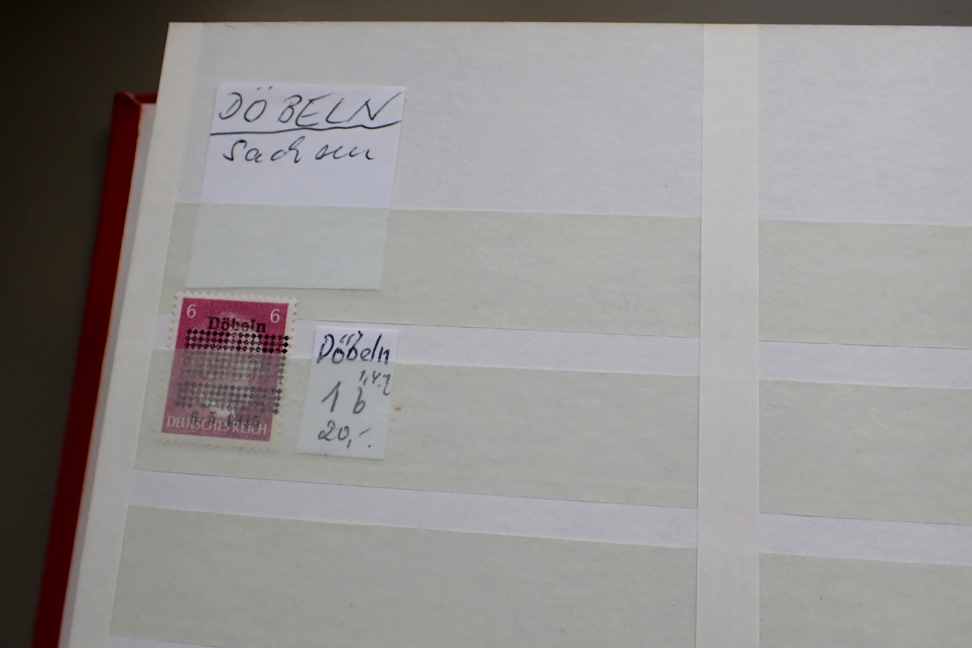 DÖBELN
Sachsen
6 6
Döbeln
DEUTSCHES REICH
Döbeln
1 b
20,-.